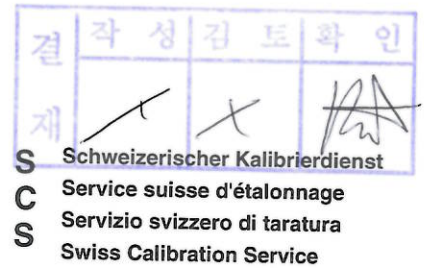 결 재
작 성 검 토 확 인
S Schweizerischer Kalibrierdienst
C Service suisse d'étalonnage
S Servizio svizzero di taratura
Swiss Calibration Service